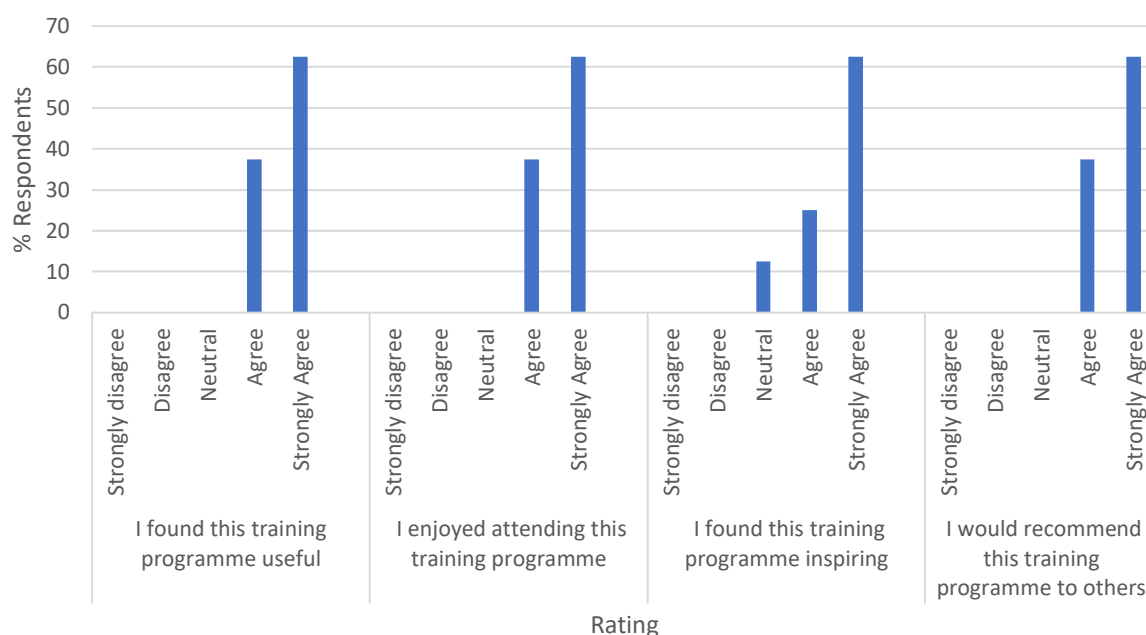 70
60
50
40
30
20
10
0
% Respondents
Strongly disagree
Disagree
Neutral
Agree
Strongly Agree
Strongly disagree
Disagree
Neutral
Agree
Strongly Agree
Strongly disagree
Disagree
Neutral
Agree
Strongly Agree
Strongly disagree
Disagree
Neutral
Agree
Strongly Agree
I found this training
programme useful
I enjoyed attending this
training programme
I found this training
programme inspiring
I would recommend
this training
programme to others
Rating